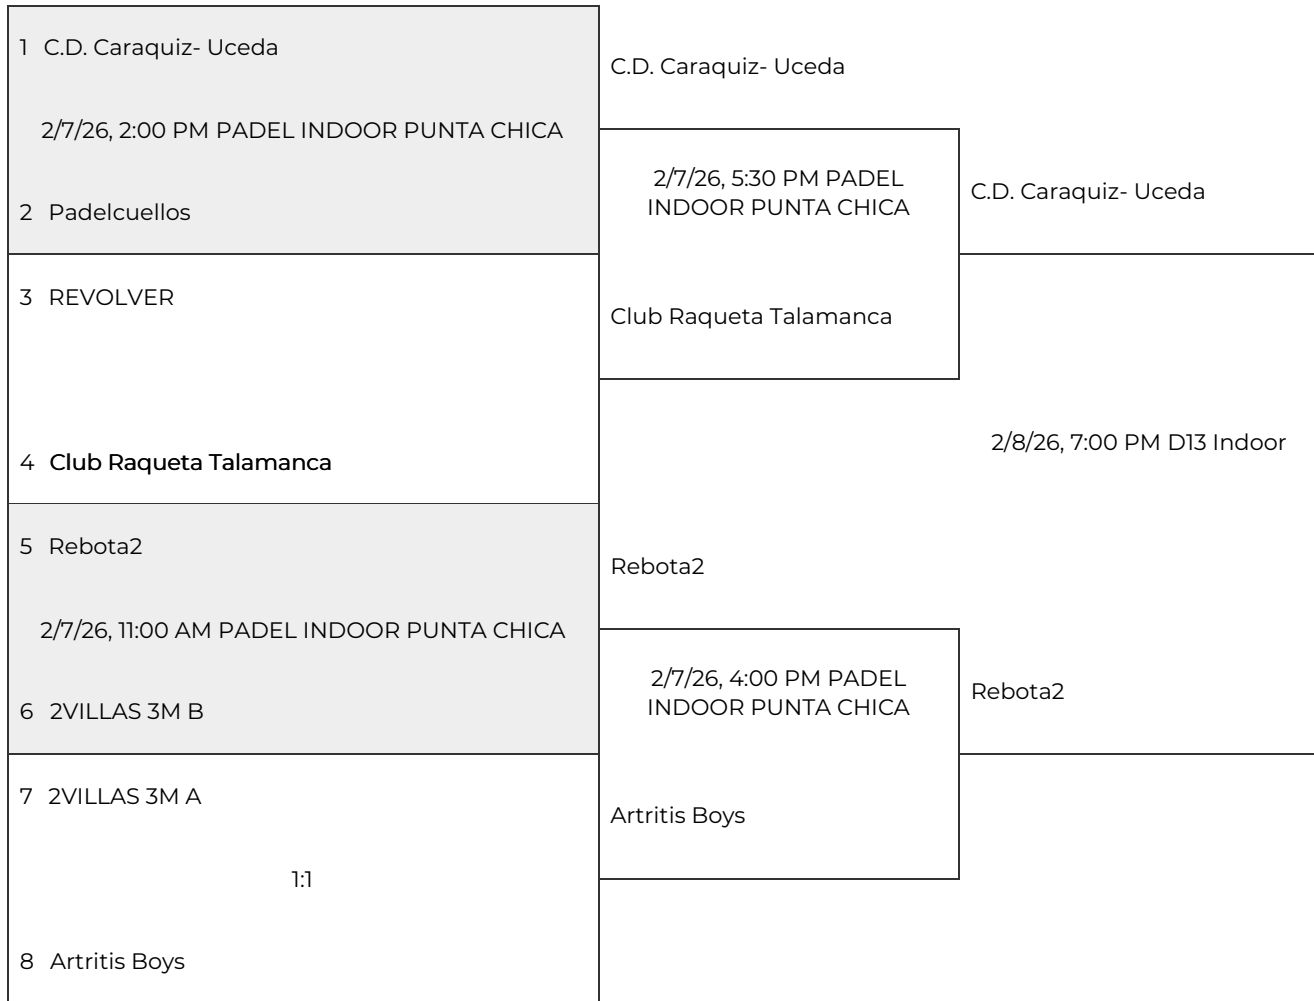 1 C.D. Caraquiz- Uceda
2/7/26, 2:00 PM PADEL INDOOR PUNTA CHICA
2 Padelcuellos
3 REVOLVER
4 Club Raqueta Talamanca
5 Rebota2
2/7/26, 11:00 AM PADEL INDOOR PUNTA CHICA
6 2VILLAS 3M B
7 2VILLAS 3M A
1:1
8 Artritis Boys
C.D. Caraquiz- Uceda
2/7/26, 5:30 PM PADEL
INDOOR PUNTA CHICA
Club Raqueta Talamanca
Rebota2
2/7/26, 4:00 PM PADEL
INDOOR PUNTA CHICA
Artritis Boys
C.D. Caraquiz- Uceda
2/8/26, 7:00 PM D13 Indoor
Rebota2